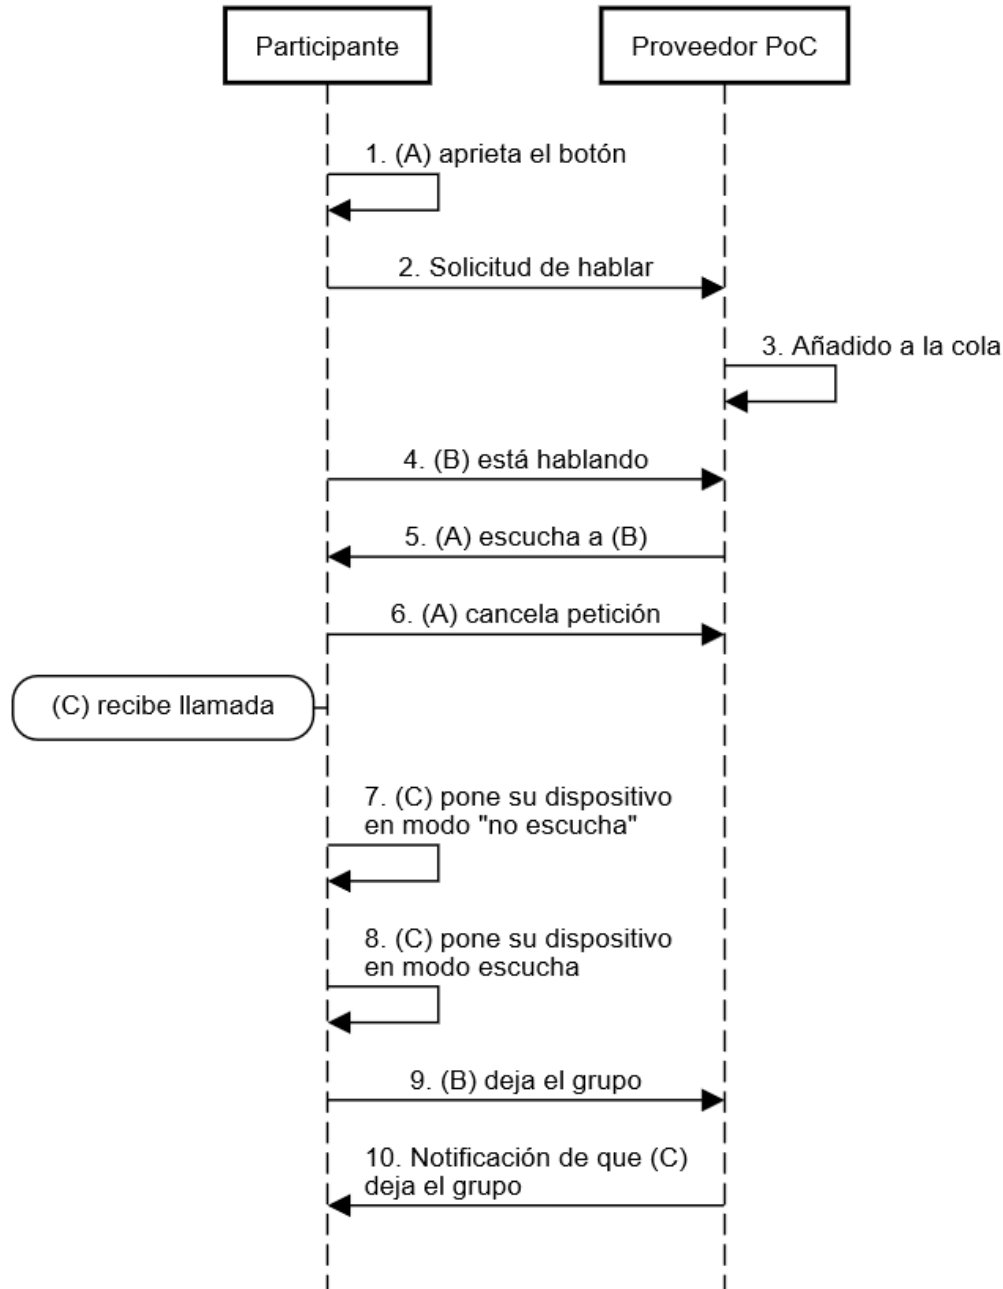 Participante
Proveedor PoC
1. (A) aprieta el botón
2. Solicitud de hablar
3. Añadido a la cola
4. (B) está hablando
5. (A) escucha a (B)
6. (A) cancela petición
(C) recibe llamada
7. (C) pone su dispositivo
en modo "no escucha"
8. (C) pone su dispositivo
en modo escucha
9. (B) deja el grupo
10. Notificación de que (C)
deja el grupo